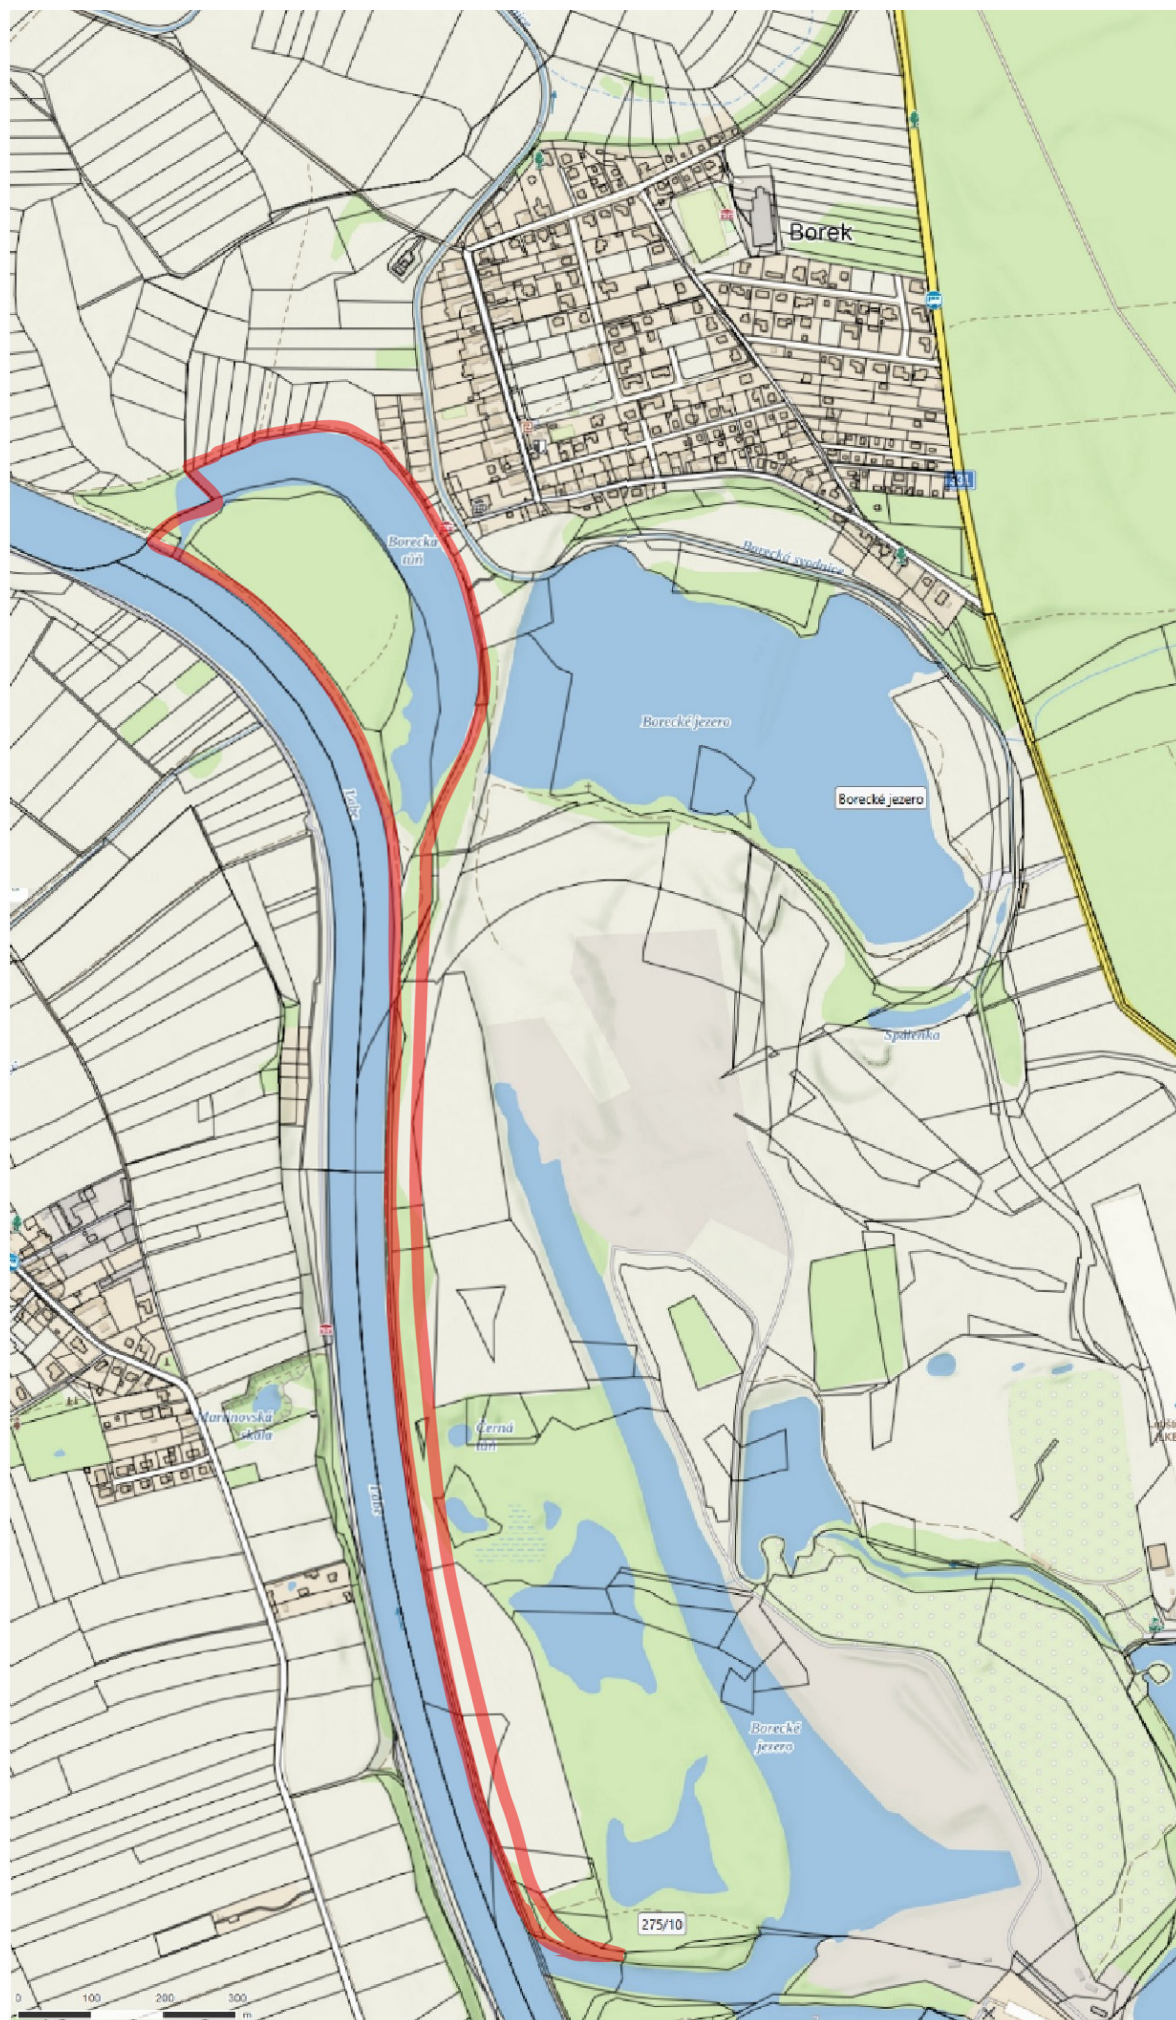 Borek
331
Borecká
tůň
Borecká svodnice
Borecké jezero
Borecké jezero
Labe
Spálenka
Černá
tůň
Martinovská
skála
Labe
Borecké
jezero
275/10
0 100 200 300
m